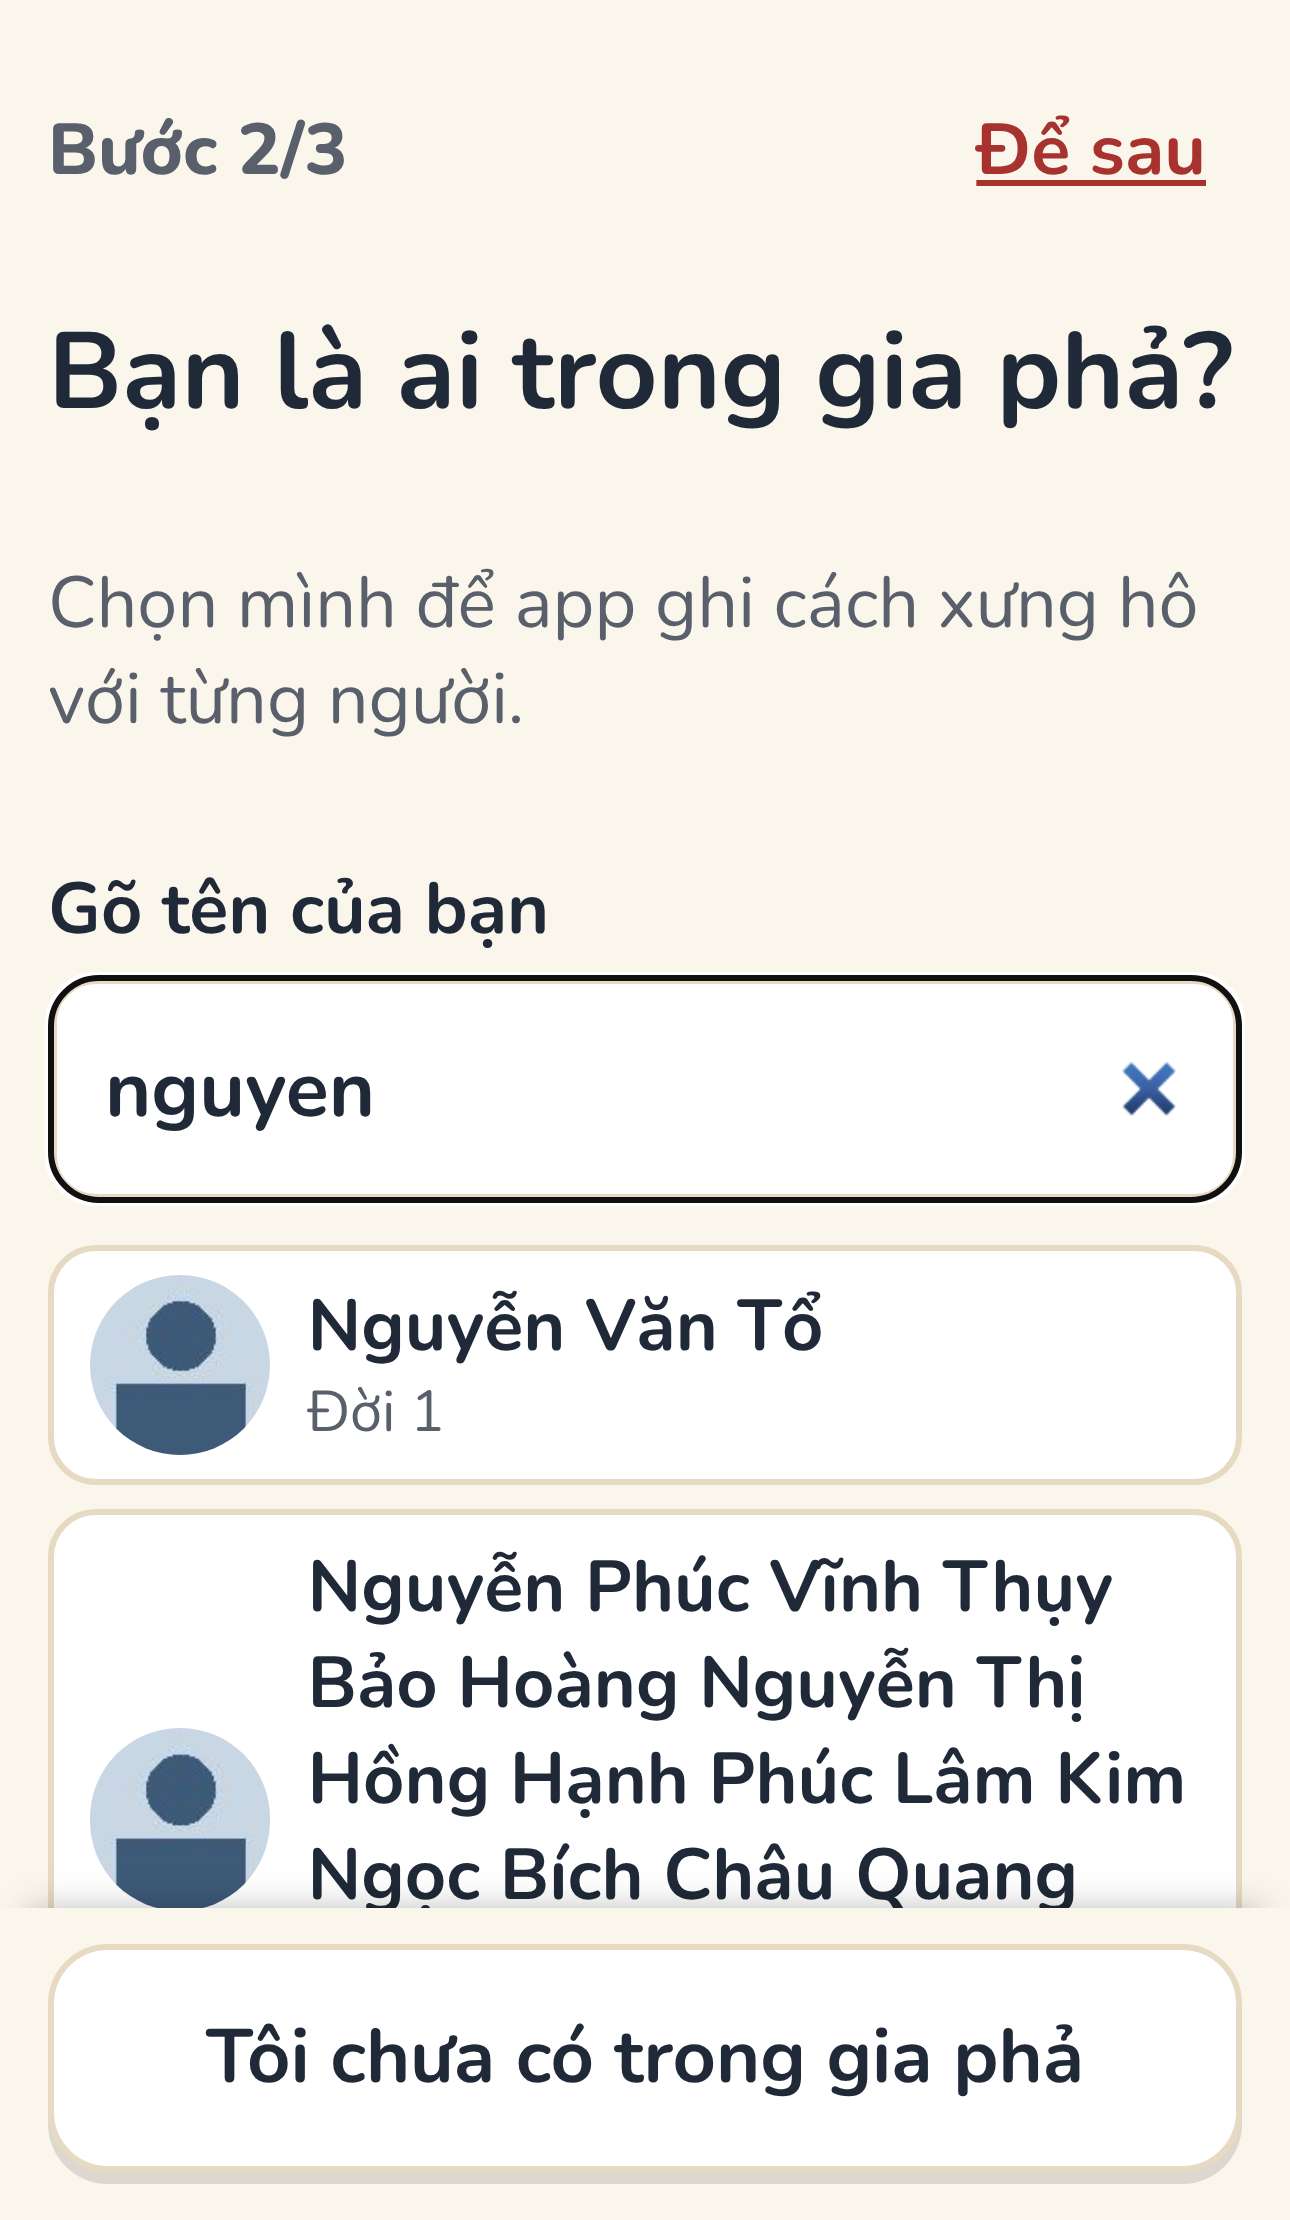 Bước 2/3
Để sau
Bạn là ai trong gia phả?
Chọn mình để app ghi cách xưng hô
với từng người.
Gõ tên của bạn
nguyen
Nguyễn Văn Tổ
Đời 1
Nguyễn Phúc Vĩnh Thụy
Bảo Hoàng Nguyễn Thị
Hồng Hạnh Phúc Lâm Kim
Ngọc Bích Châu Quang
Tôi chưa có trong gia phả